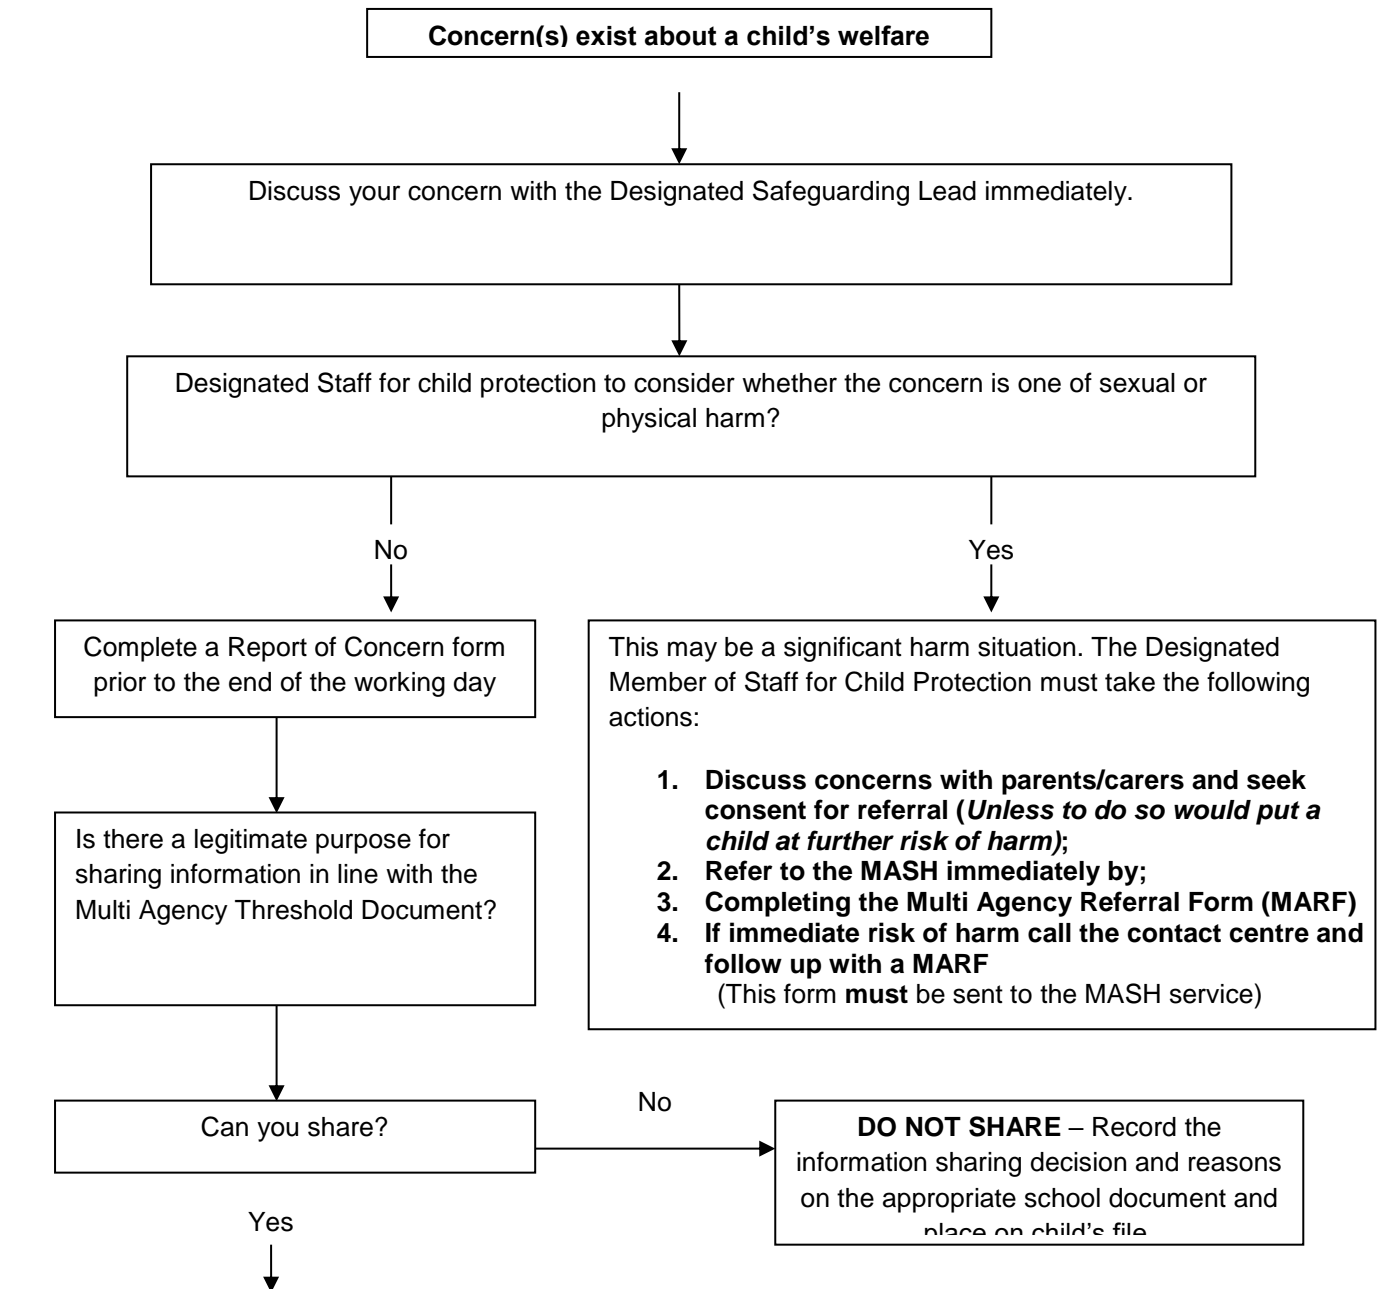 Concern(s) exist about a child’s welfare
Discuss your concern with the Designated Safeguarding Lead immediately.
Designated Staff for child protection to consider whether the concern is one of sexual or
physical harm?
No
Yes
Complete a Report of Concern form
prior to the end of the working day
This may be a significant harm situation. The Designated
Member of Staff for Child Protection must take the following
actions:
1. Discuss concerns with parents/carers and seek
consent for referral (Unless to do so would put a
child at further risk of harm);
2. Refer to the MASH immediately by;
3. Completing the Multi Agency Referral Form (MARF)
4. If immediate risk of harm call the contact centre and
follow up with a MARF
(This form must be sent to the MASH service)
Is there a legitimate purpose for
sharing information in line with the
Multi Agency Threshold Document?
Can you share?
No
DO NOT SHARE – Record the
information sharing decision and reasons
on the appropriate school document and
place on child’s file
Yes